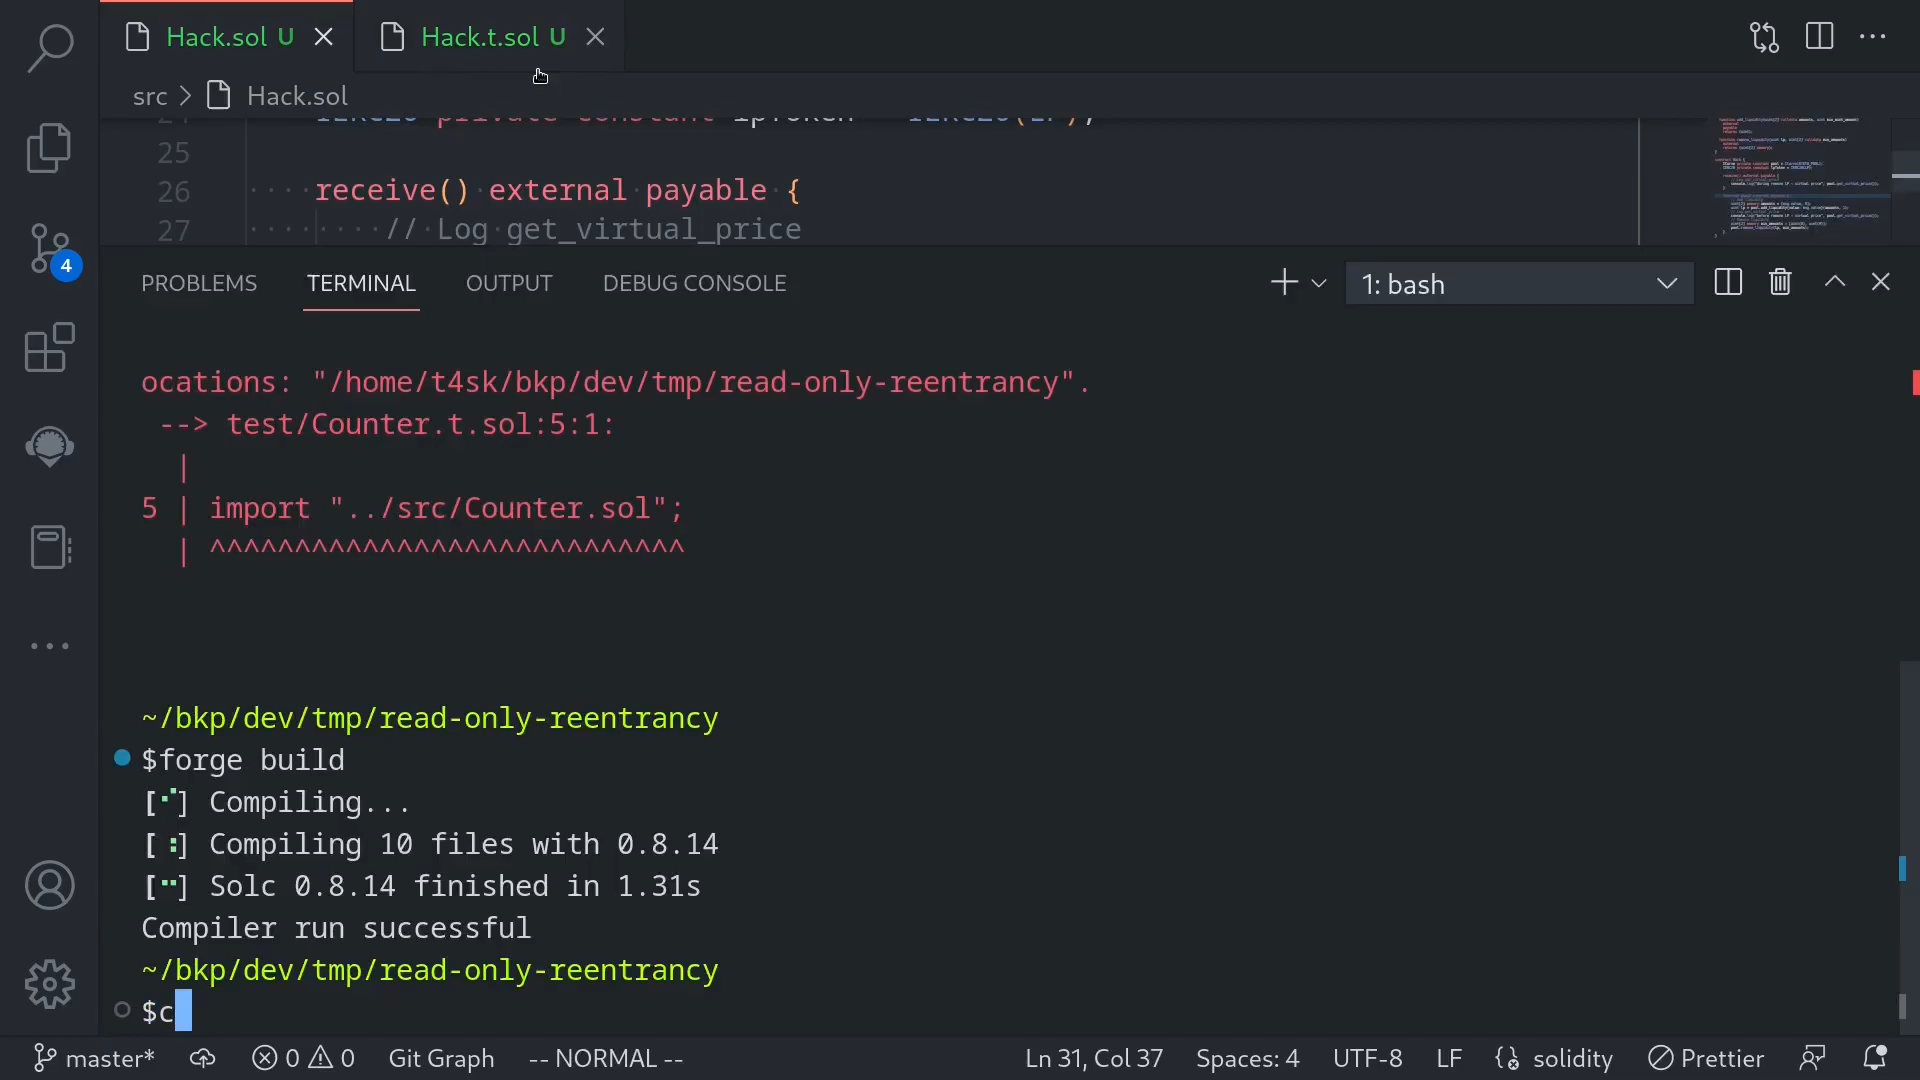 Hack.sol U
Hack.t.sol U
src > Hack.sol
25
26 receive() external payable {
27 // Log get_virtual_price
4
PROBLEMS TERMINAL OUTPUT DEBUG CONSOLE
1: bash
ocations: "/home/t4sk/bkp/dev/tmp/read-only-reentrancy".
--> test/Counter.t.sol:5:1:
|
5 | import "../src/Counter.sol";
| ^^^^^^^^^^^^^^^^^^^^^^^^^^^^
~/bkp/dev/tmp/read-only-reentrancy
$forge build
[⠊] Compiling...
[⠰] Compiling 10 files with 0.8.14
[⠒] Solc 0.8.14 finished in 1.31s
Compiler run successful
~/bkp/dev/tmp/read-only-reentrancy
$c
master* 0 0 Git Graph -- NORMAL -- Ln 31, Col 37 Spaces: 4 UTF-8 LF solidity Prettier